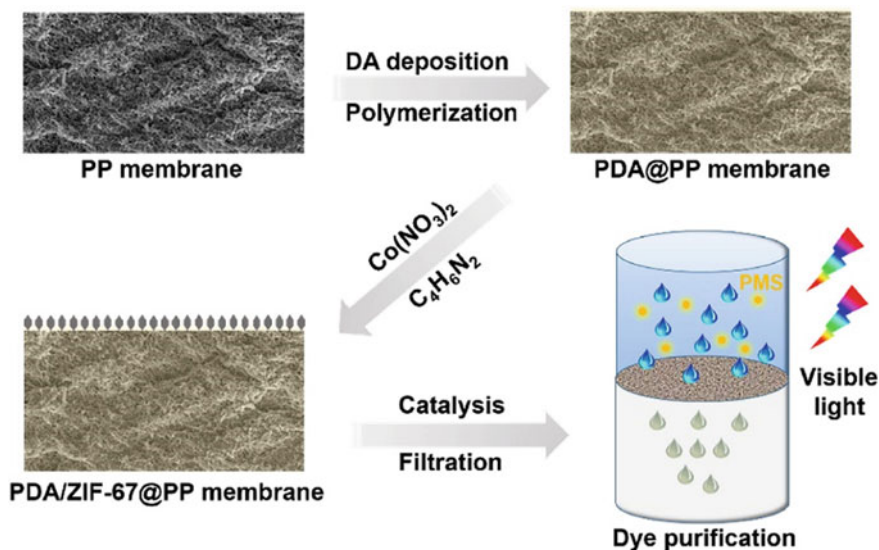 DA deposition
Polymerization
PP membrane
PDA@PP membrane
Co(NO₃)₂
C₄H₆N₂
PMS
Visible
light
Catalysis
Filtration
PDA/ZIF-67@PP membrane
Dye purification